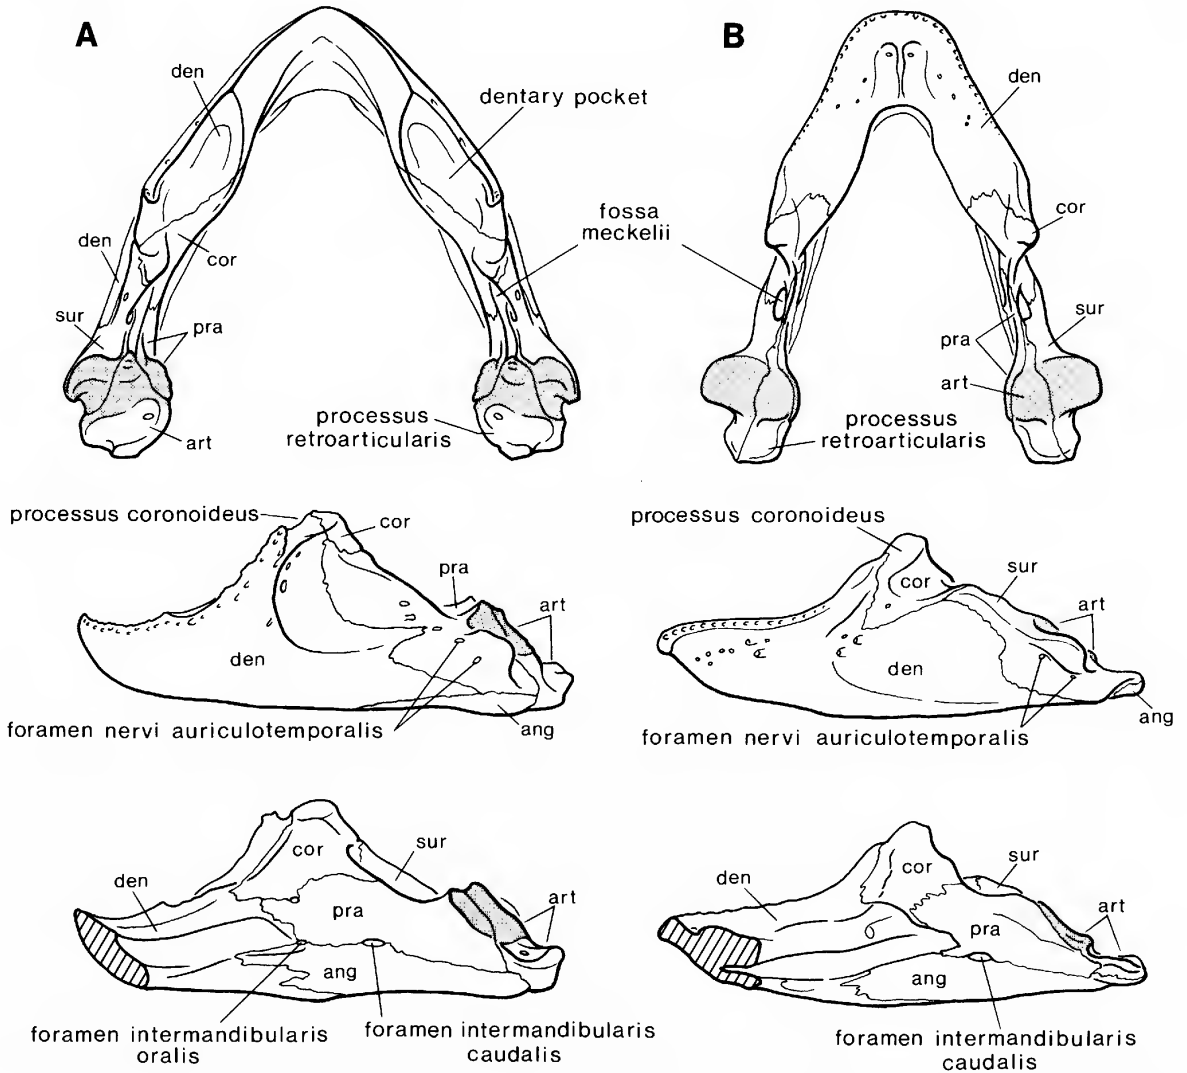 A
den
dentary pocket
den
cor
sur
pra
processus
retroarticularis
art
fossa
meckelii
B
den
cor
sur
pra
art
processus
retroarticularis
processus coronoideus
cor
pra
art
den
foramen nervi auriculotemporalis
ang
processus coronoideus
cor
sur
art
den
ang
foramen nervi auriculotemporalis
cor
sur
den
pra
art
ang
foramen intermandibularis
oralis
foramen intermandibularis
caudalis
cor
sur
den
art
pra
ang
foramen intermandibularis
caudalis